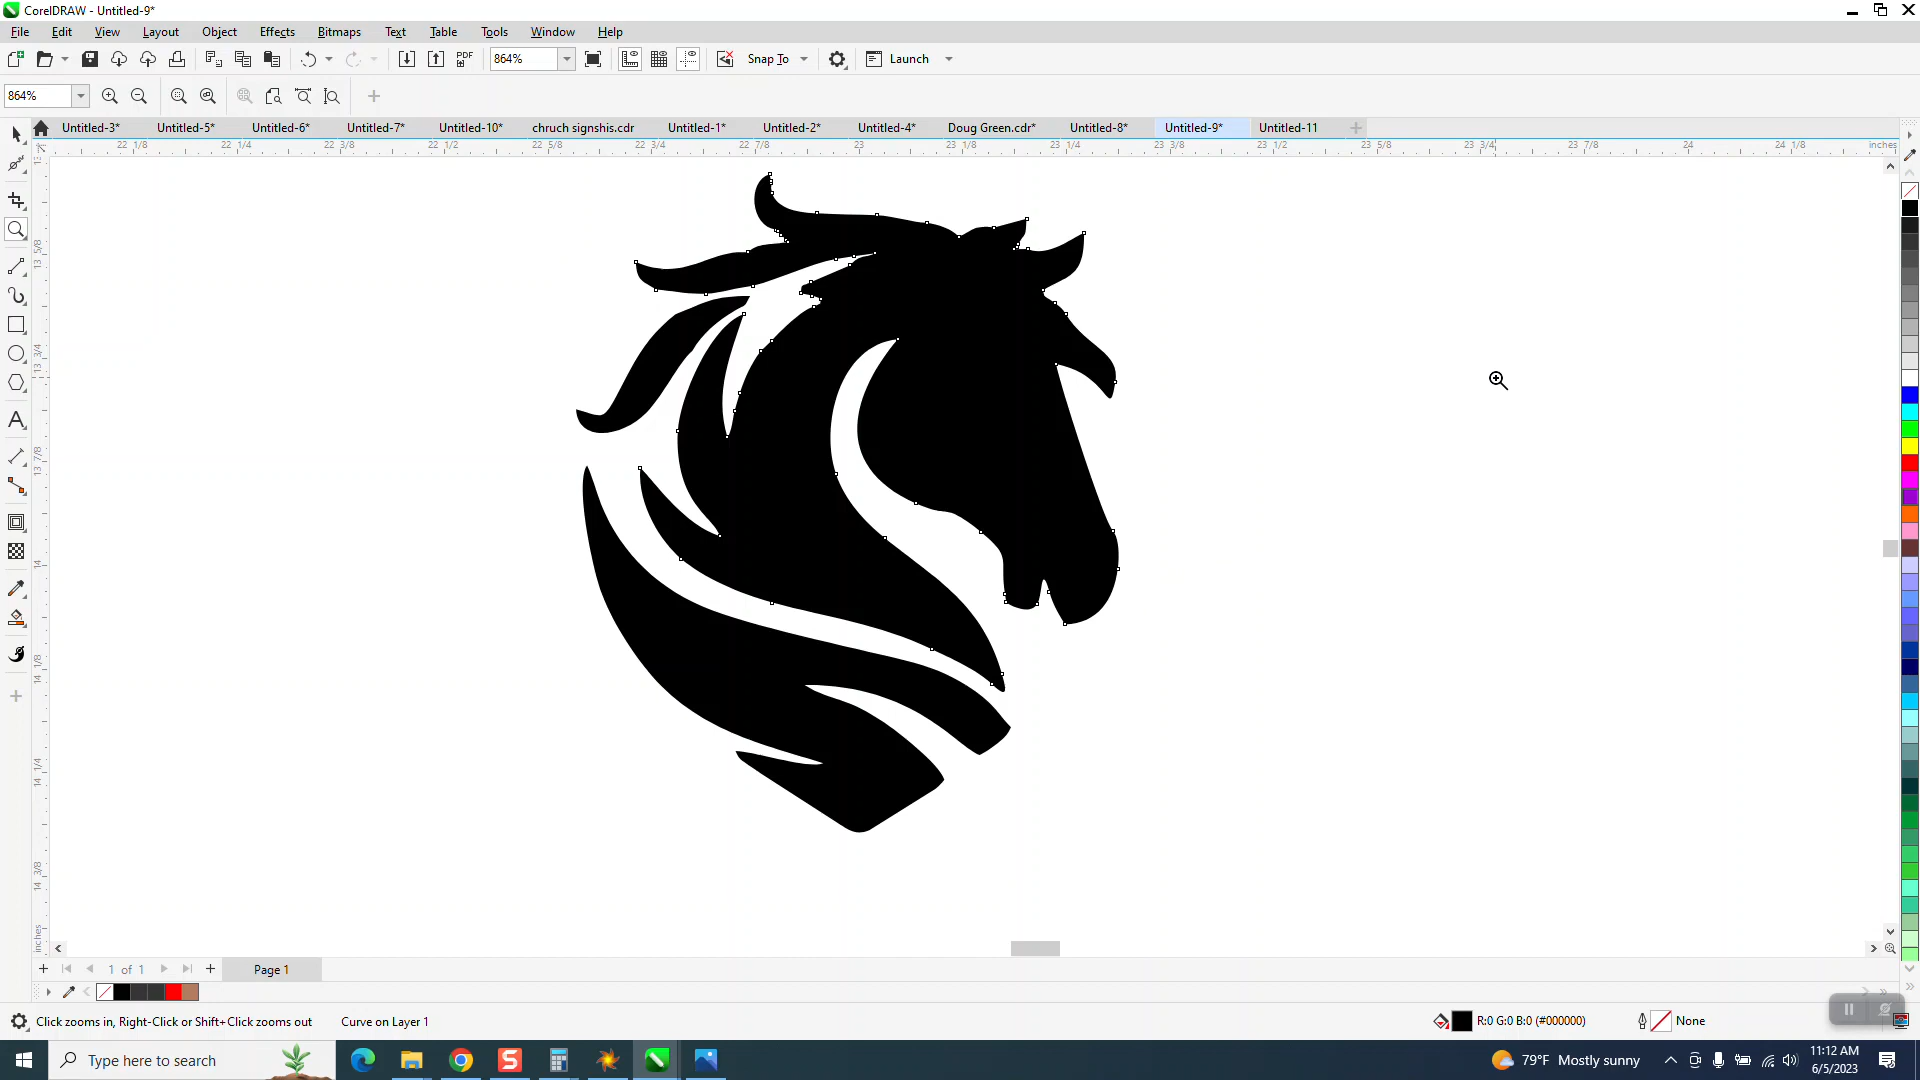 CorelDRAW - Untitled-9*
File Edit View Layout Object Effects Bitmaps Text Table Tools Window Help
PDF 864% Snap To Launch
864%
Untitled-3* Untitled-5* Untitled-6* Untitled-7* Untitled-10* chruch signshis.cdr Untitled-1* Untitled-2* Untitled-4* Doug Green.cdr* Untitled-8* Untitled-9* Untitled-11
22 1/8 22 1/4 22 3/8 22 1/2 22 5/8 22 3/4 22 7/8 23 23 1/8 23 1/4 23 3/8 23 1/2 23 5/8 23 3/4 23 7/8 24 24 1/8 inches
13 5/8
13 3/4
13 7/8
14
14 1/8
14 1/4
14 3/8
inches
1 of 1 Page 1
Click zooms in, Right-Click or Shift+Click zooms out Curve on Layer 1 R:0 G:0 B:0 (#000000) None
Type here to search 79°F Mostly sunny 11:12 AM
6/5/2023